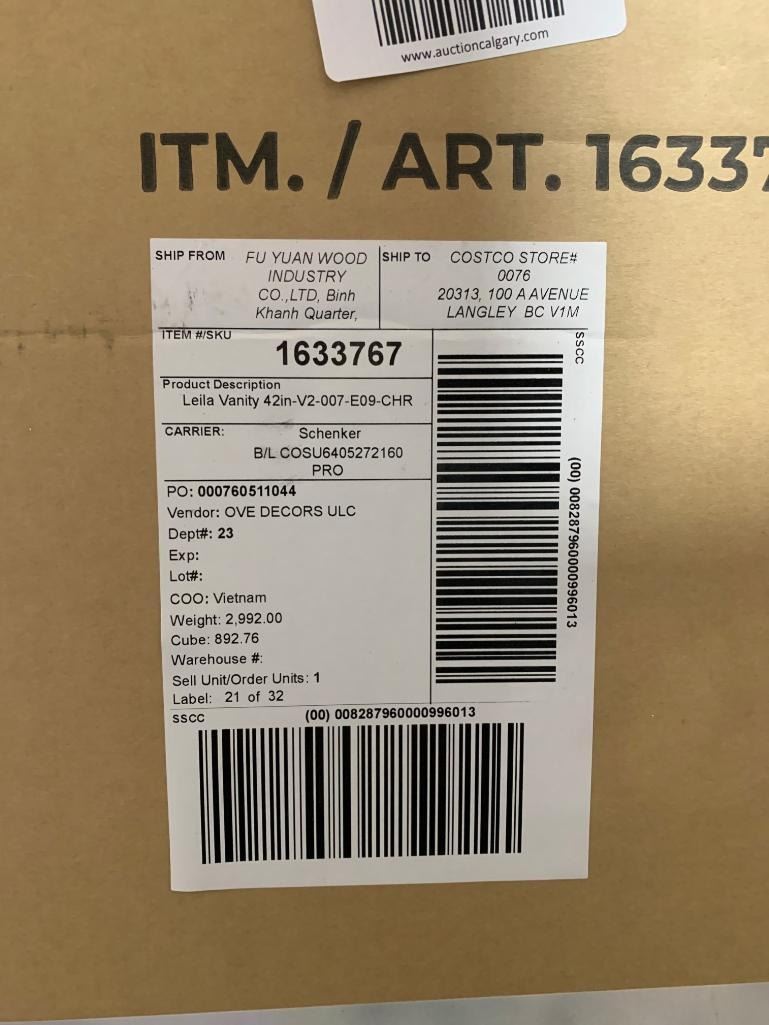 www.auctioncalgary.com
ITM. / ART. 1633
SHIP FROM
FU YUAN WOOD
INDUSTRY
CO.,LTD, Binh
Khanh Quarter,
SHIP TO
COSTCO STORE#
0076
20313, 100 A AVENUE
LANGLEY BC V1M
ITEM #/SKU
1633767
Product Description
Leila Vanity 42in-V2-007-E09-CHR
CARRIER:
Schenker
B/L COSU6405272160
PRO
PO: 000760511044
Vendor: OVE DECORS ULC
Dept#: 23
Exp:
Lot#:
COO: Vietnam
Weight: 2,992.00
Cube: 892.76
Warehouse #:
Sell Unit/Order Units: 1
Label: 21 of 32
SSCC
(00) 008287960000996013
SSCC
(00) 008287960000996013